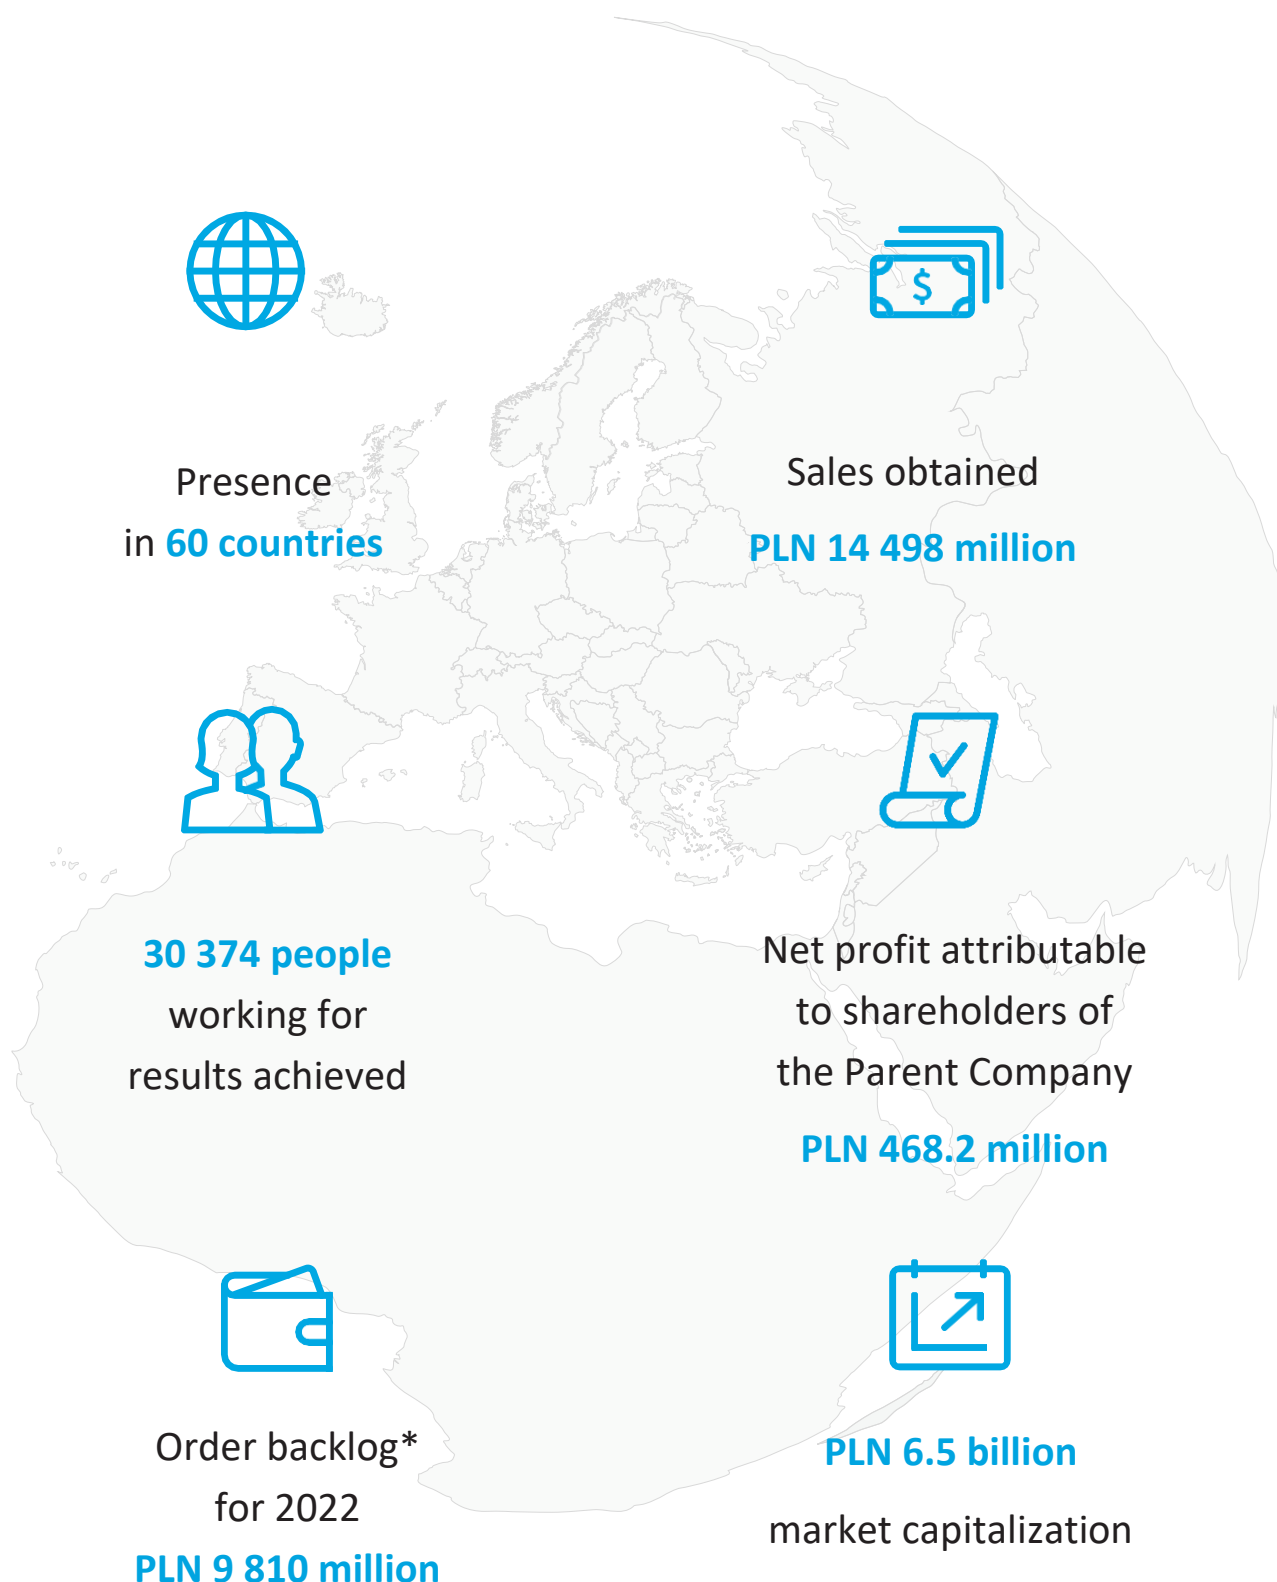 Presence
in 60 countries
Sales obtained
PLN 14 498 million
30 374 people
working for
results achieved
Net profit attributable
to shareholders of
the Parent Company
PLN 468.2 million
Order backlog*
for 2022
PLN 9 810 million
PLN 6.5 billion
market capitalization